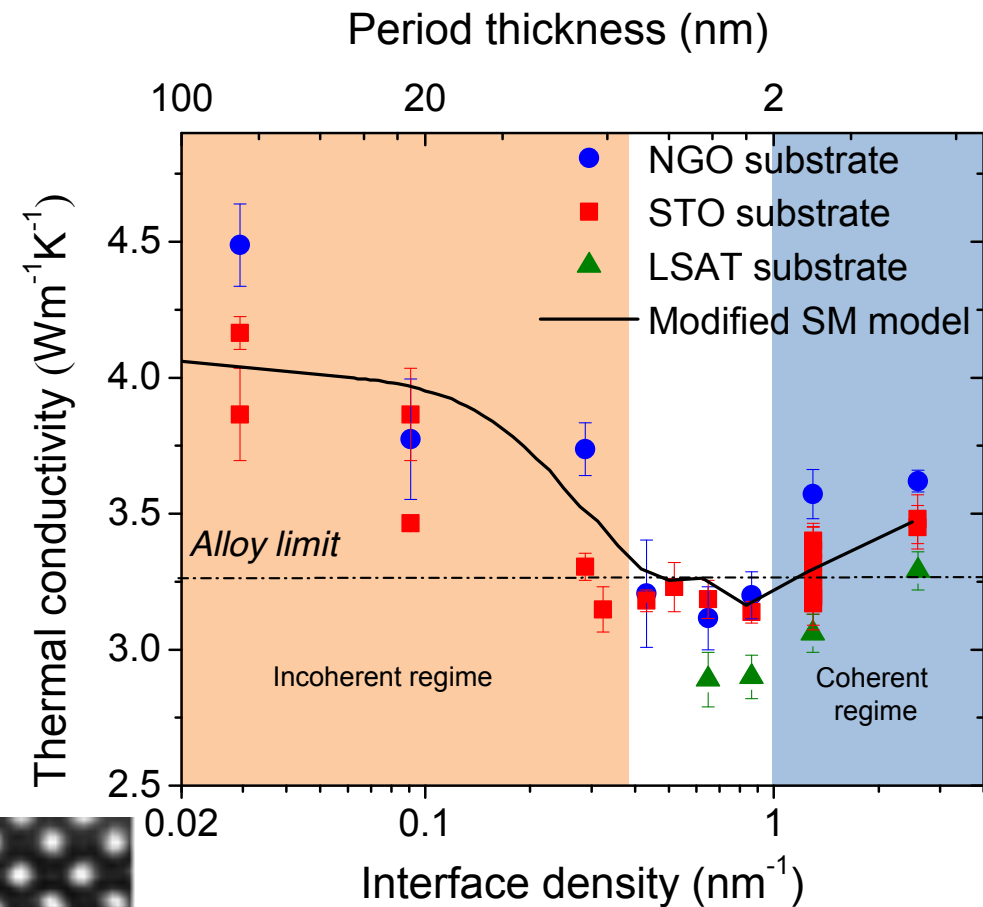 Period thickness (nm)
100 20 2
NGO substrate
STO substrate
LSAT substrate
Modified SM model
Thermal conductivity (Wm⁻¹K⁻¹)
4.5
4.0
3.5
3.0
2.5
Alloy limit
Incoherent regime
Coherent
regime
0.02 0.1 1
Interface density (nm⁻¹)